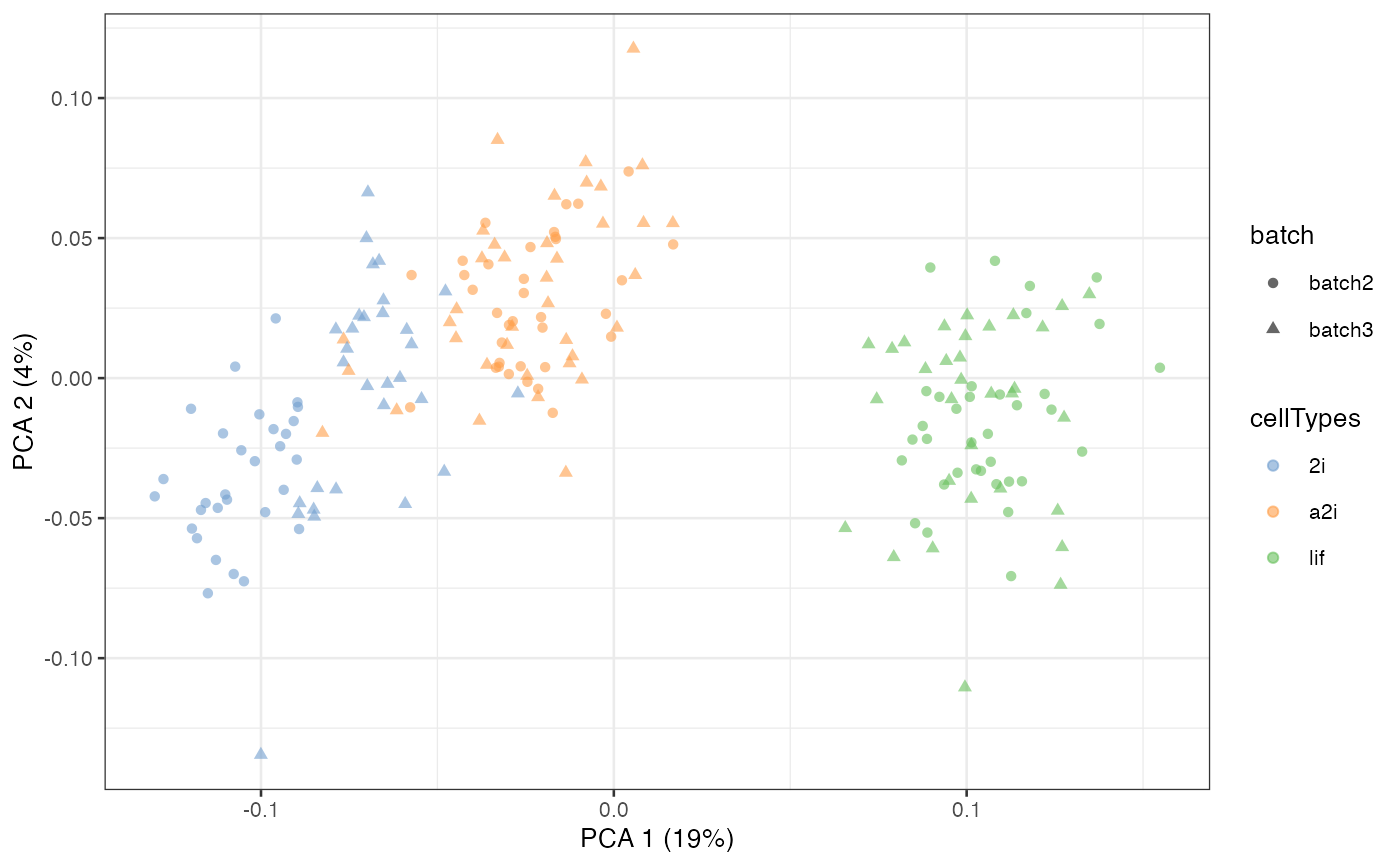 0.10
0.05
0.00
-0.05
-0.10
PCA 2 (4%)
-0.1
0.0
0.1
PCA 1 (19%)
batch
batch2
batch3
cellTypes
2i
a2i
lif